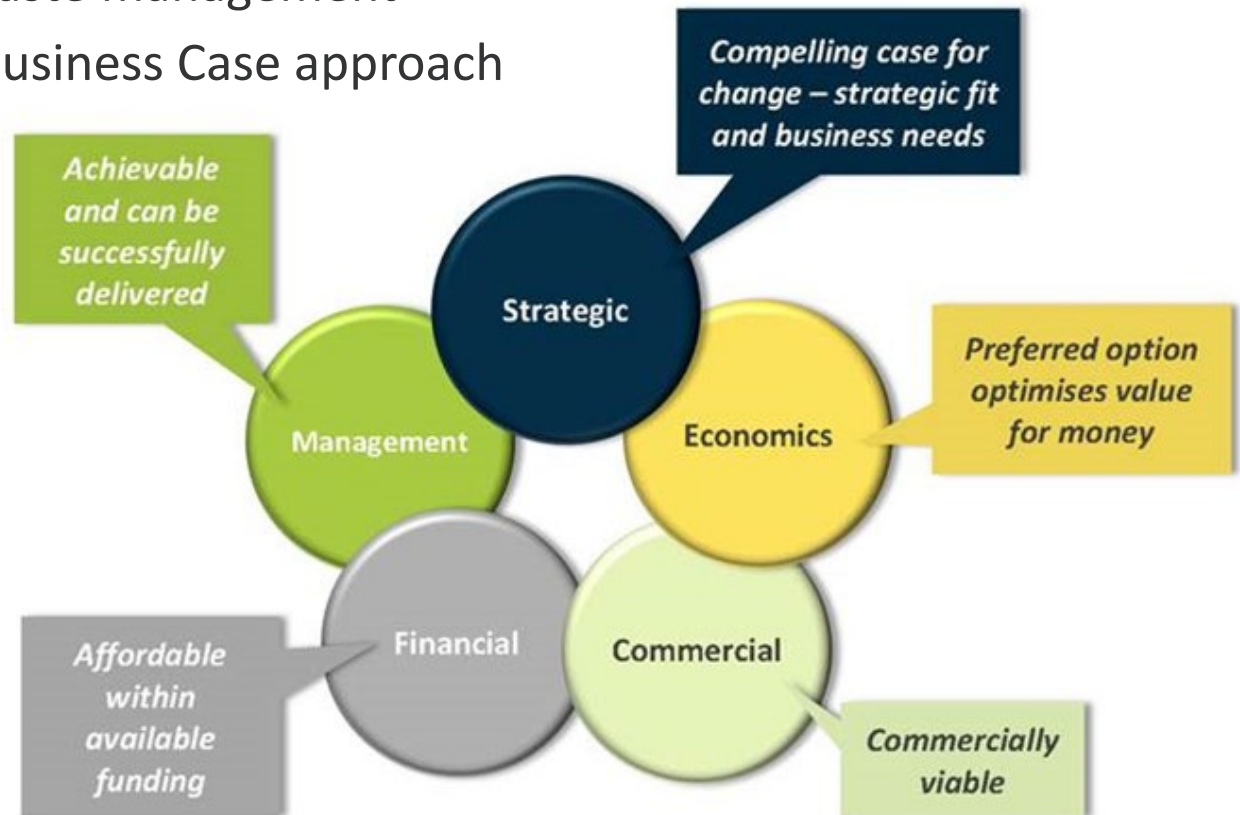 management
usiness Case approach
Compelling case for
change – strategic fit
and business needs
Achievable
and can be
successfully
delivered
Strategic
Preferred option
optimises value
for money
Management
Economics
Financial
Commercial
Affordable
within
available
funding
Commercially
viable